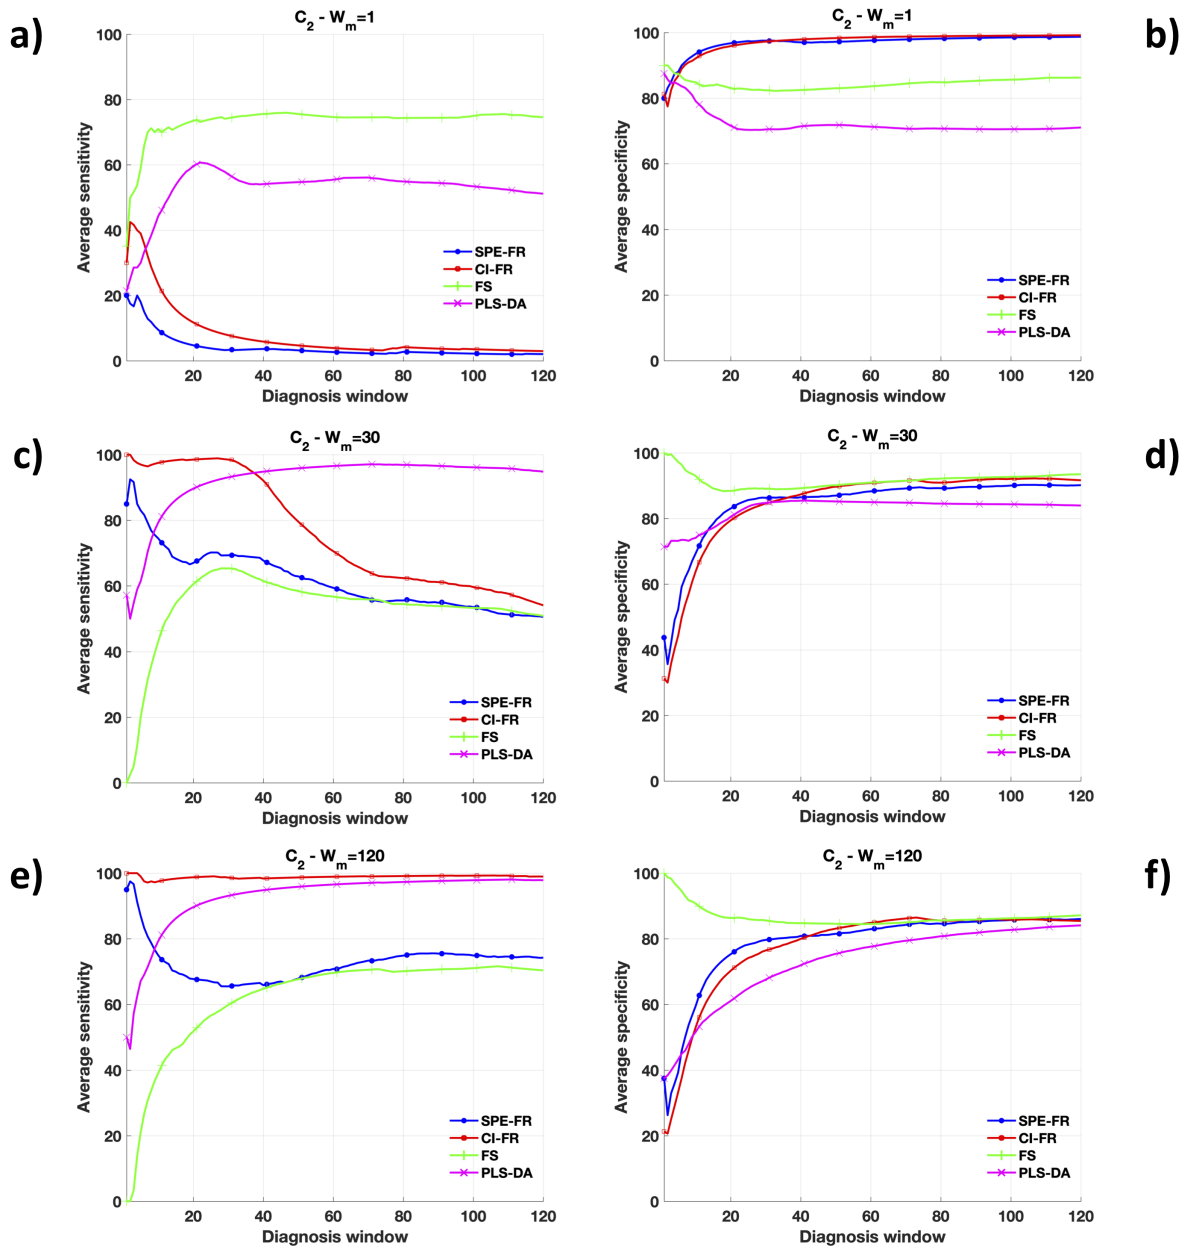 a)
C2 - Wm=1
100
80
60
40
20
0
20 40 60 80 100 120
Average sensitivity
Diagnosis window
SPE-FR
CI-FR
FS
PLS-DA
b)
C2 - Wm=1
100
80
60
40
20
0
20 40 60 80 100 120
Average specificity
Diagnosis window
SPE-FR
CI-FR
FS
PLS-DA
c)
C2 - Wm=30
100
80
60
40
20
0
20 40 60 80 100 120
Average sensitivity
Diagnosis window
SPE-FR
CI-FR
FS
PLS-DA
d)
C2 - Wm=30
100
80
60
40
20
0
20 40 60 80 100 120
Average specificity
Diagnosis window
SPE-FR
CI-FR
FS
PLS-DA
e)
C2 - Wm=120
100
80
60
40
20
0
20 40 60 80 100 120
Average sensitivity
Diagnosis window
SPE-FR
CI-FR
FS
PLS-DA
f)
C2 - Wm=120
100
80
60
40
20
0
20 40 60 80 100 120
Average specificity
Diagnosis window
SPE-FR
CI-FR
FS
PLS-DA